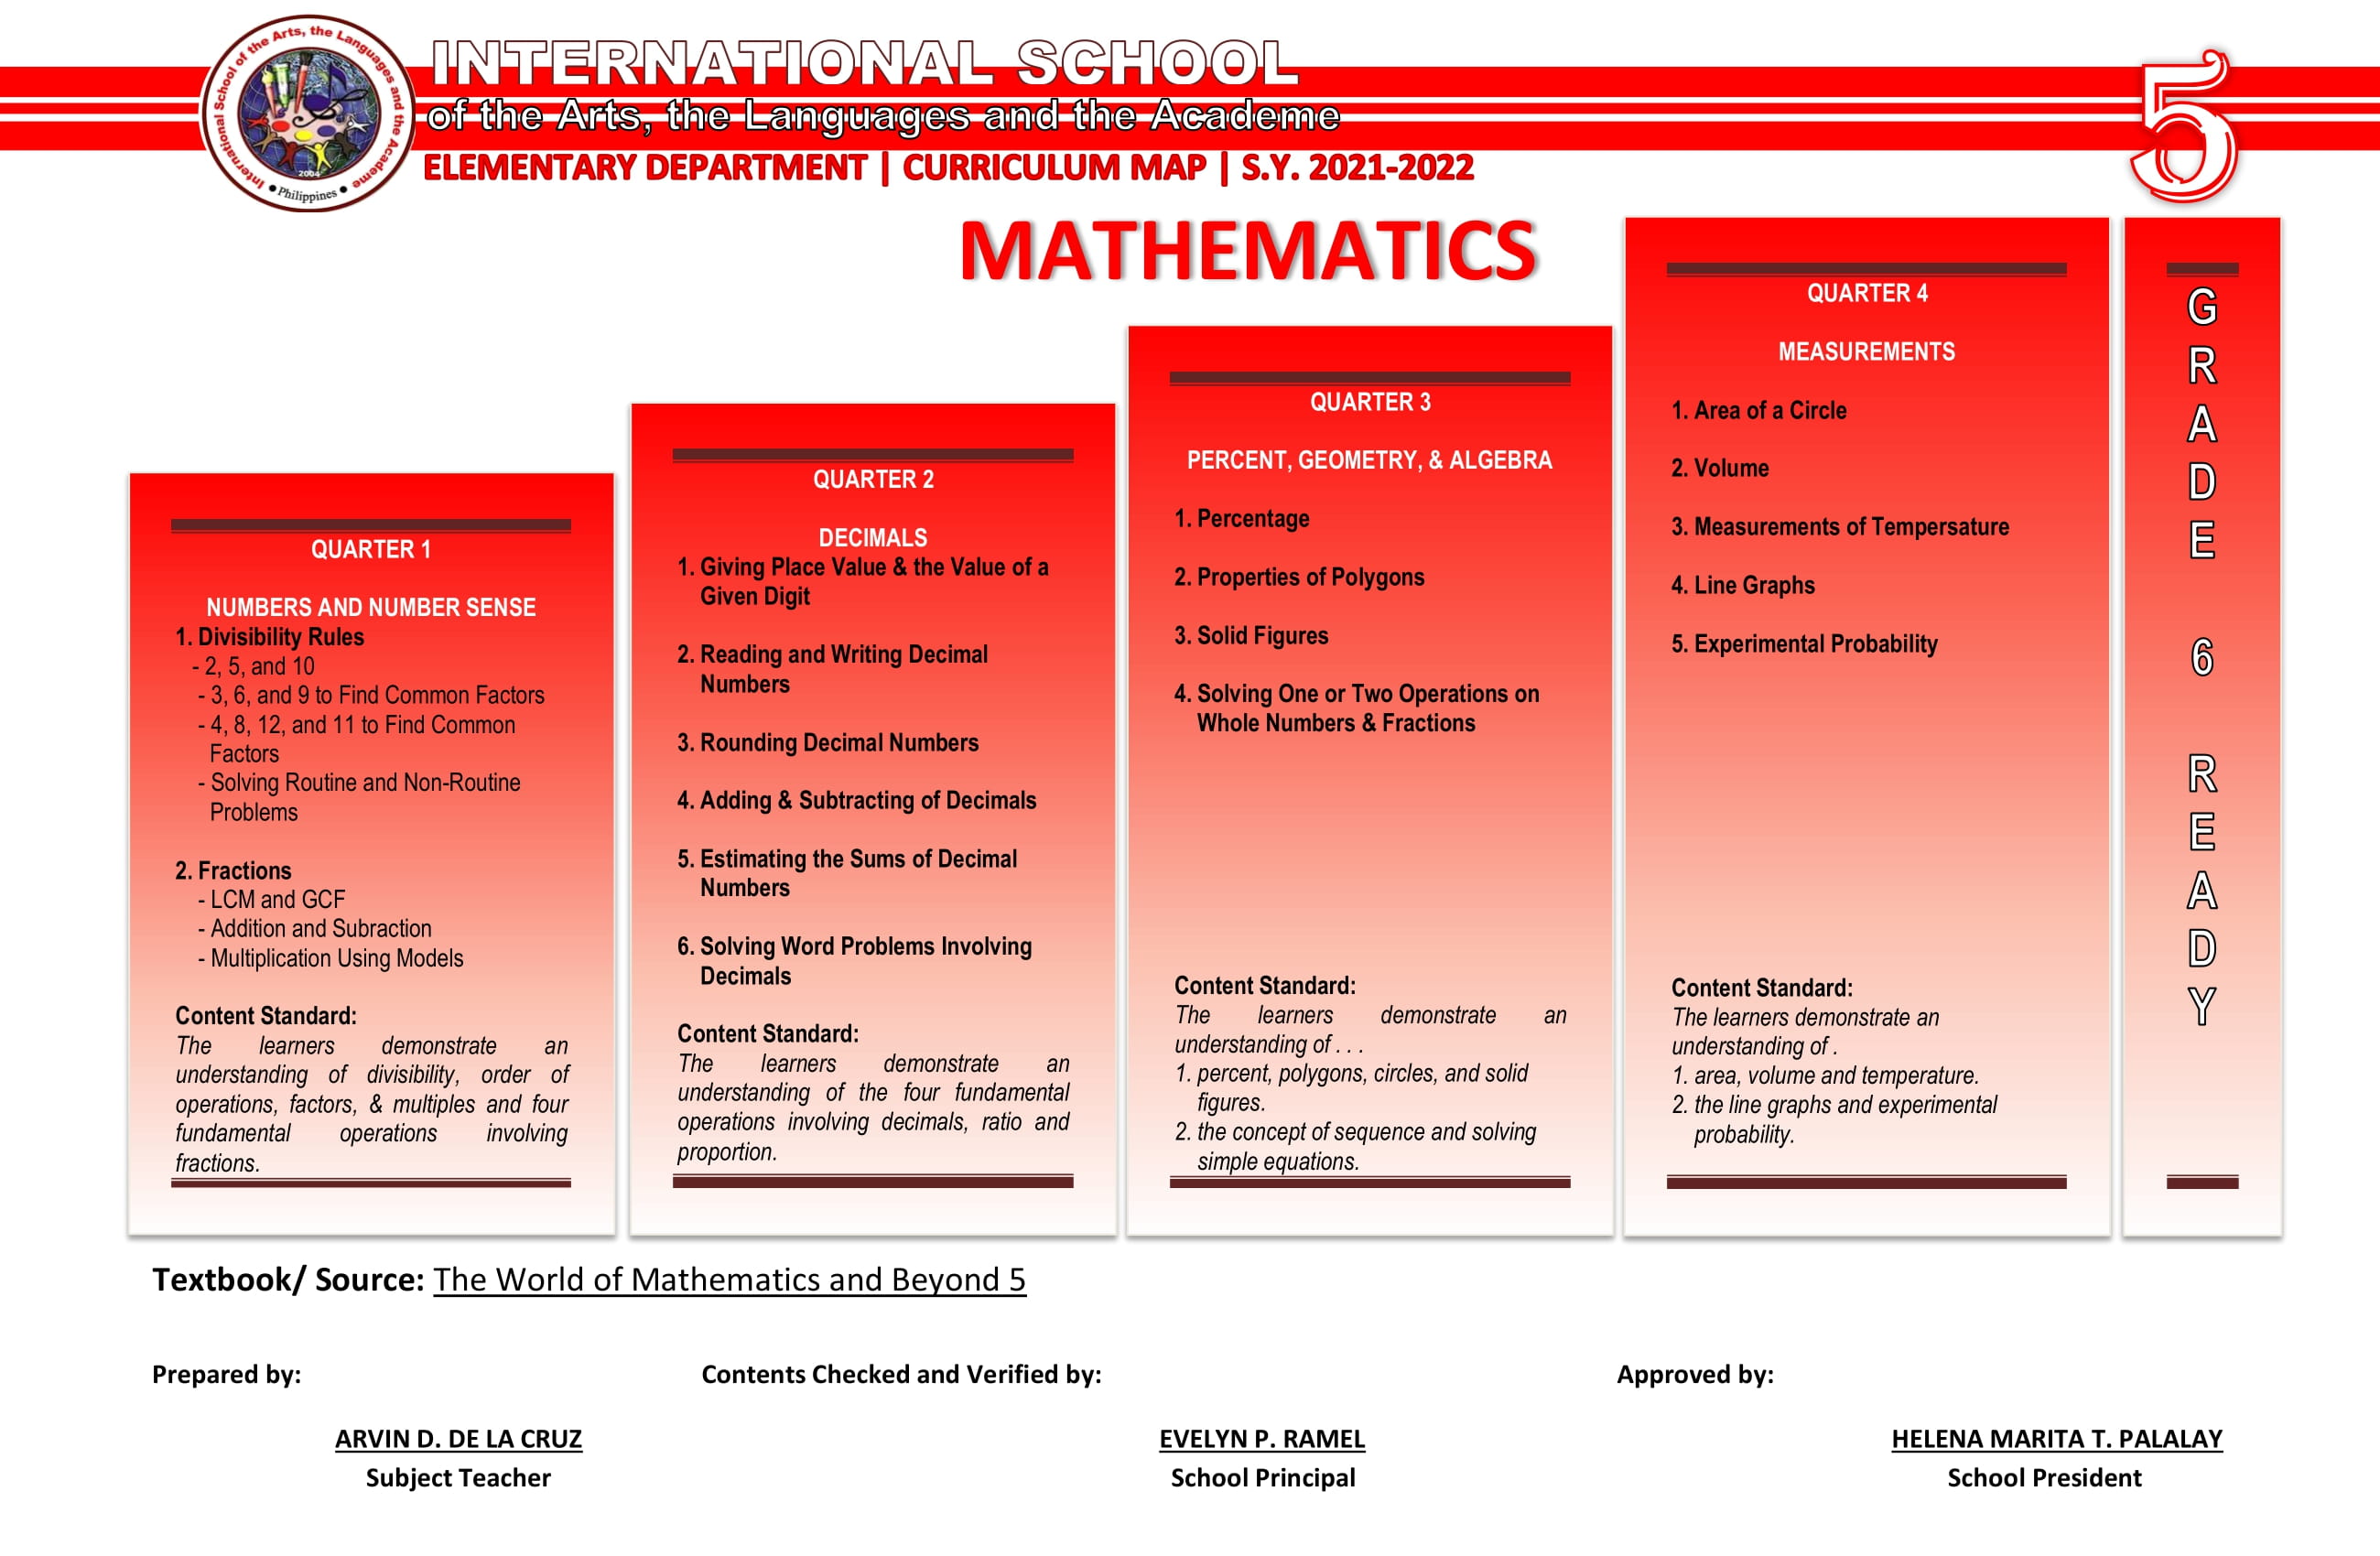 International School of the Arts, the Languages and the Academe
2004
Philippines
INTERNATIONAL SCHOOL
of the Arts, the Languages and the Academe
ELEMENTARY DEPARTMENT | CURRICULUM MAP | S.Y. 2021-2022
5
MATHEMATICS
QUARTER 1
NUMBERS AND NUMBER SENSE
1. Divisibility Rules
- 2, 5, and 10
- 3, 6, and 9 to Find Common Factors
- 4, 8, 12, and 11 to Find Common
Factors
- Solving Routine and Non-Routine
Problems
2. Fractions
- LCM and GCF
- Addition and Subraction
- Multiplication Using Models
Content Standard:
The learners demonstrate an
understanding of divisibility, order of
operations, factors, & multiples and four
fundamental operations involving
fractions.
QUARTER 2
DECIMALS
1. Giving Place Value & the Value of a
Given Digit
2. Reading and Writing Decimal
Numbers
3. Rounding Decimal Numbers
4. Adding & Subtracting of Decimals
5. Estimating the Sums of Decimal
Numbers
6. Solving Word Problems Involving
Decimals
Content Standard:
The learners demonstrate an
understanding of the four fundamental
operations involving decimals, ratio and
proportion.
QUARTER 3
PERCENT, GEOMETRY, & ALGEBRA
1. Percentage
2. Properties of Polygons
3. Solid Figures
4. Solving One or Two Operations on
Whole Numbers & Fractions
Content Standard:
The learners demonstrate an
understanding of . . .
1. percent, polygons, circles, and solid
figures.
2. the concept of sequence and solving
simple equations.
QUARTER 4
MEASUREMENTS
1. Area of a Circle
2. Volume
3. Measurements of Tempersature
4. Line Graphs
5. Experimental Probability
Content Standard:
The learners demonstrate an
understanding of .
1. area, volume and temperature.
2. the line graphs and experimental
probability.
GRADE 6 READY
Textbook/ Source: The World of Mathematics and Beyond 5
Prepared by:
Contents Checked and Verified by:
Approved by:
ARVIN D. DE LA CRUZ
EVELYN P. RAMEL
HELENA MARITA T. PALALAY
Subject Teacher
School Principal
School President